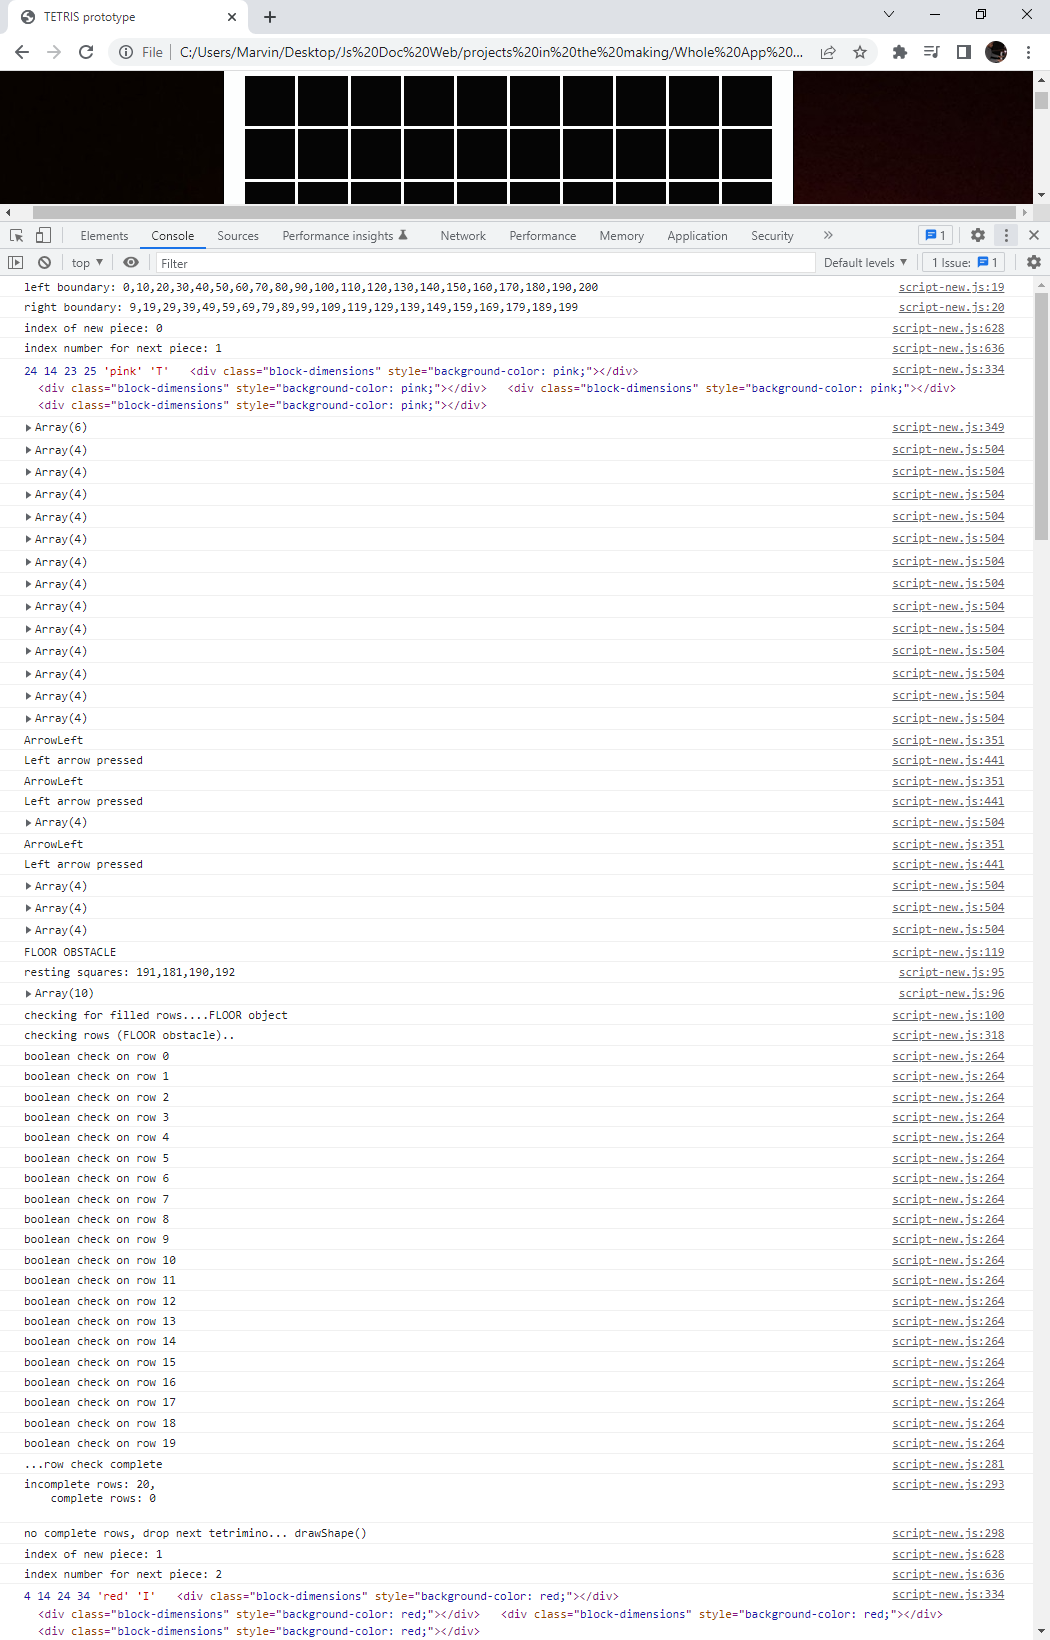 TETRIS prototype
File | C:/Users/Marvin/Desktop/Js%20Doc%20Web/projects%20in%20the%20making/Whole%20App%20...
Elements Console Sources Performance insights Network Performance Memory Application Security » 1
top ▼ Filter Default levels ▼ 1 Issue: 1
left boundary: 0,10,20,30,40,50,60,70,80,90,100,110,120,130,140,150,160,170,180,190,200 script-new.js:19
right boundary: 9,19,29,39,49,59,69,79,89,99,109,119,129,139,149,159,169,179,189,199 script-new.js:20
index of new piece: 0 script-new.js:628
index number for next piece: 1 script-new.js:636
24 14 23 25 'pink' 'T' <div class="block-dimensions" style="background-color: pink;"></div> script-new.js:334
<div class="block-dimensions" style="background-color: pink;"></div> <div class="block-dimensions" style="background-color: pink;"></div>
<div class="block-dimensions" style="background-color: pink;"></div>
Array(6) script-new.js:349
Array(4) script-new.js:504
Array(4) script-new.js:504
Array(4) script-new.js:504
Array(4) script-new.js:504
Array(4) script-new.js:504
Array(4) script-new.js:504
Array(4) script-new.js:504
Array(4) script-new.js:504
Array(4) script-new.js:504
Array(4) script-new.js:504
Array(4) script-new.js:504
Array(4) script-new.js:504
Array(4) script-new.js:504
ArrowLeft script-new.js:351
Left arrow pressed script-new.js:441
ArrowLeft script-new.js:351
Left arrow pressed script-new.js:441
Array(4) script-new.js:504
ArrowLeft script-new.js:351
Left arrow pressed script-new.js:441
Array(4) script-new.js:504
Array(4) script-new.js:504
Array(4) script-new.js:504
FLOOR OBSTACLE script-new.js:119
resting squares: 191,181,190,192 script-new.js:95
Array(10) script-new.js:96
checking for filled rows....FLOOR object script-new.js:100
checking rows (FLOOR obstacle).. script-new.js:318
boolean check on row 0 script-new.js:264
boolean check on row 1 script-new.js:264
boolean check on row 2 script-new.js:264
boolean check on row 3 script-new.js:264
boolean check on row 4 script-new.js:264
boolean check on row 5 script-new.js:264
boolean check on row 6 script-new.js:264
boolean check on row 7 script-new.js:264
boolean check on row 8 script-new.js:264
boolean check on row 9 script-new.js:264
boolean check on row 10 script-new.js:264
boolean check on row 11 script-new.js:264
boolean check on row 12 script-new.js:264
boolean check on row 13 script-new.js:264
boolean check on row 14 script-new.js:264
boolean check on row 15 script-new.js:264
boolean check on row 16 script-new.js:264
boolean check on row 17 script-new.js:264
boolean check on row 18 script-new.js:264
boolean check on row 19 script-new.js:264
...row check complete script-new.js:281
incomplete rows: 20, script-new.js:293
complete rows: 0
no complete rows, drop next tetrimino... drawShape() script-new.js:298
index of new piece: 1 script-new.js:628
index number for next piece: 2 script-new.js:636
4 14 24 34 'red' 'I' <div class="block-dimensions" style="background-color: red;"></div> script-new.js:334
<div class="block-dimensions" style="background-color: red;"></div> <div class="block-dimensions" style="background-color: red;"></div>
<div class="block-dimensions" style="background-color: red;"></div>